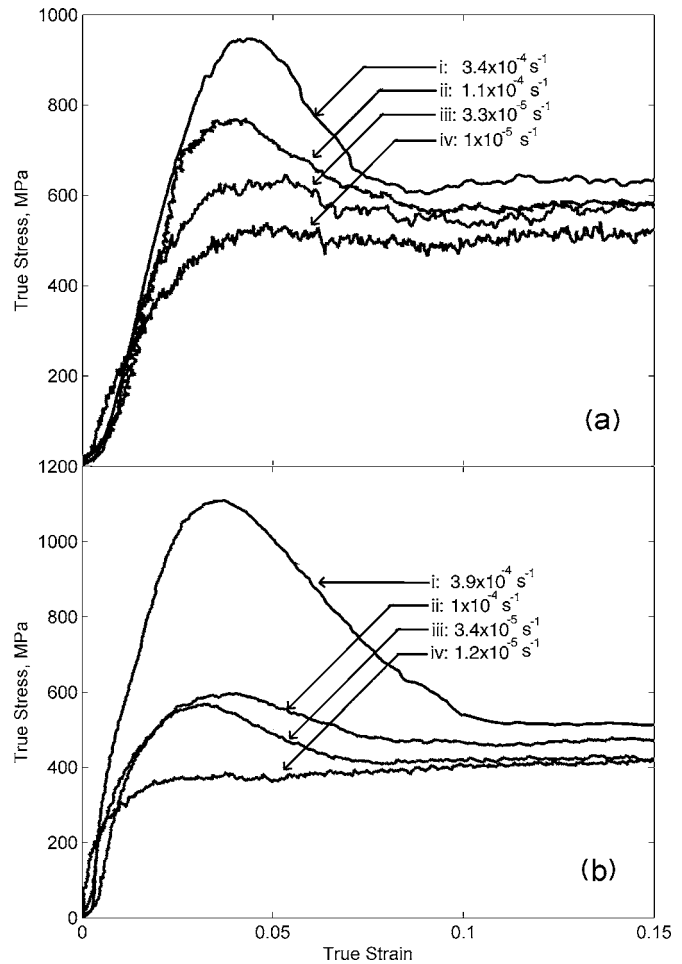 1000
800
600
400
200
True Stress, MPa
i: 3.4x10⁻⁴ s⁻¹
ii: 1.1x10⁻⁴ s⁻¹
iii: 3.3x10⁻⁵ s⁻¹
iv: 1x10⁻⁵ s⁻¹
(a)
1200
1000
800
600
400
200
0
True Stress, MPa
i: 3.9x10⁻⁴ s⁻¹
ii: 1x10⁻⁴ s⁻¹
iii: 3.4x10⁻⁵ s⁻¹
iv: 1.2x10⁻⁵ s⁻¹
(b)
0
0.05
0.1
0.15
True Strain